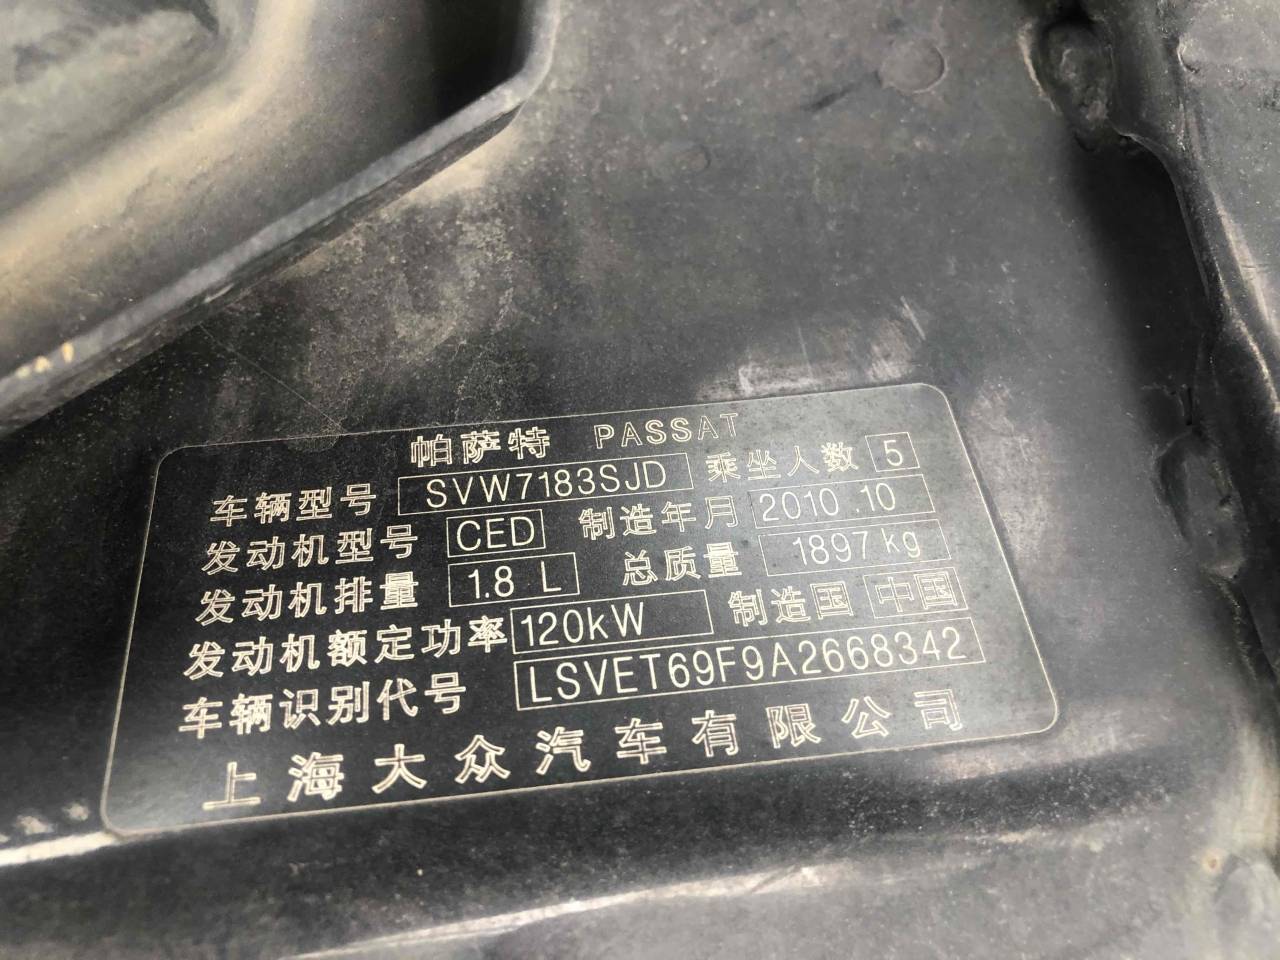 帕萨特 PASSAT
车辆型号 SVW7183SJD 乘坐人数 5
发动机型号 CED 制造年月 2010.10
发动机排量 1.8 L 总质量 1897 kg
发动机额定功率 120kW 制造国 中国
车辆识别代号 LSVET69F9A2668342
上海大众汽车有限公司